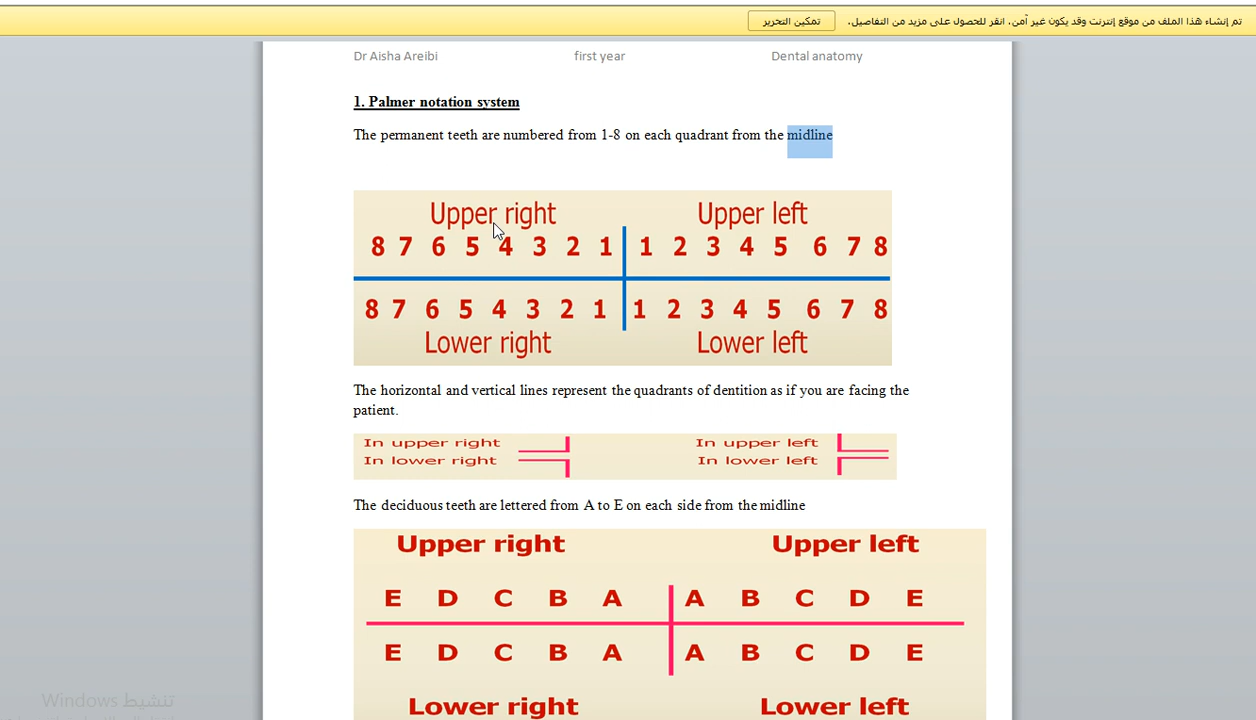 تم إنشاء هذا الملف من موقع إنترنت وقد يكون غير آمن. انقر للحصول على مزيد من التفاصيل.
تمكين التحرير
Dr Aisha Areibi first year Dental anatomy
1. Palmer notation system
The permanent teeth are numbered from 1-8 on each quadrant from the midline
Upper right Upper left
8 7 6 5 4 3 2 1 1 2 3 4 5 6 7 8
8 7 6 5 4 3 2 1 1 2 3 4 5 6 7 8
Lower right Lower left
The horizontal and vertical lines represent the quadrants of dentition as if you are facing the
patient.
In upper right In upper left
In lower right In lower left
The deciduous teeth are lettered from A to E on each side from the midline
Upper right Upper left
E D C B A A B C D E
E D C B A A B C D E
Lower right Lower left
تنشيط Windows